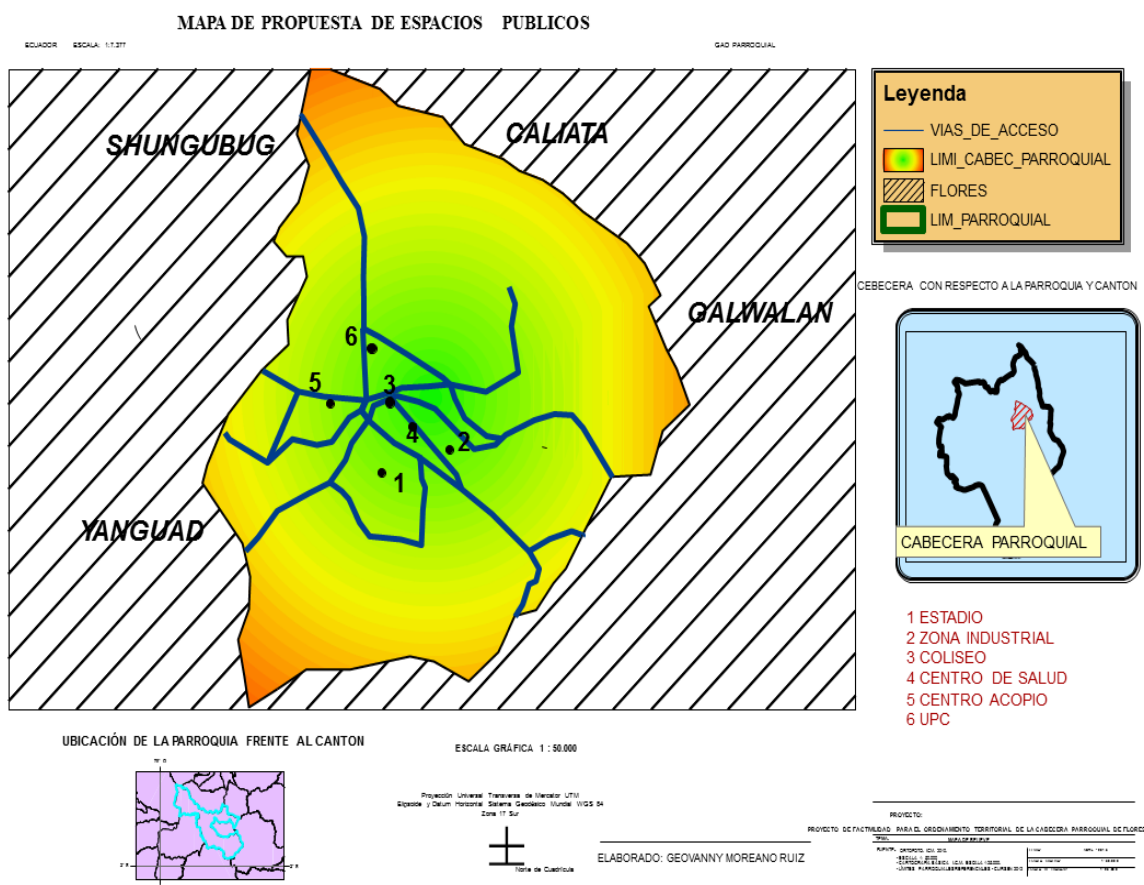 MAPA DE PROPUESTA DE ESPACIOS PUBLICOS
ECUADOR ESCALA: 1:7.377
GAD PARROQUIAL
SHUNGUBUG
CALIATA
GALWALAN
YANGUAD
6
5
3
4
2
1
Leyenda
VIAS_DE_ACCESO
LIMI_CABEC_PARROQUIAL
FLORES
LIM_PARROQUIAL
CEBECERA CON RESPECTO A LA PARROQUIA Y CANTON
CABECERA PARROQUIAL
1 ESTADIO
2 ZONA INDUSTRIAL
3 COLISEO
4 CENTRO DE SALUD
5 CENTRO ACOPIO
6 UPC
UBICACIÓN DE LA PARROQUIA FRENTE AL CANTON
ESCALA GRÁFICA 1 : 50.000
Proyección Universal Transversa de Mercator UTM
Elipsoide y Datum Horizontal Sistema Geodésico Mundial WGS 84
Zona 17 Sur
Norte de Cuadrícula
ELABORADO: GEOVANNY MOREANO RUIZ
PROYECTO:
PROYECTO DE FACTIVILIDAD PARA EL ORDENAMIENTO TERRITORIAL DE LA CABECERA PARROQUIAL DE FLORES